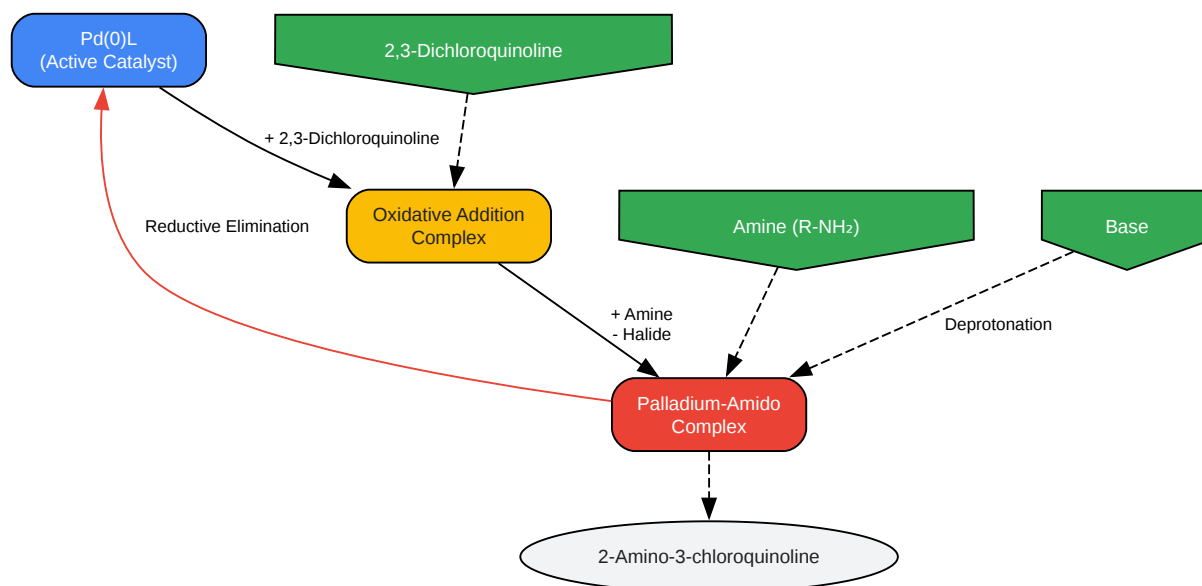 Pd(0)L
(Active Catalyst)
2,3-Dichloroquinoline
+ 2,3-Dichloroquinoline
Oxidative Addition
Complex
Reductive Elimination
Amine (R-NH₂)
Base
+ Amine
- Halide
Deprotonation
Palladium-Amido
Complex
2-Amino-3-chloroquinoline